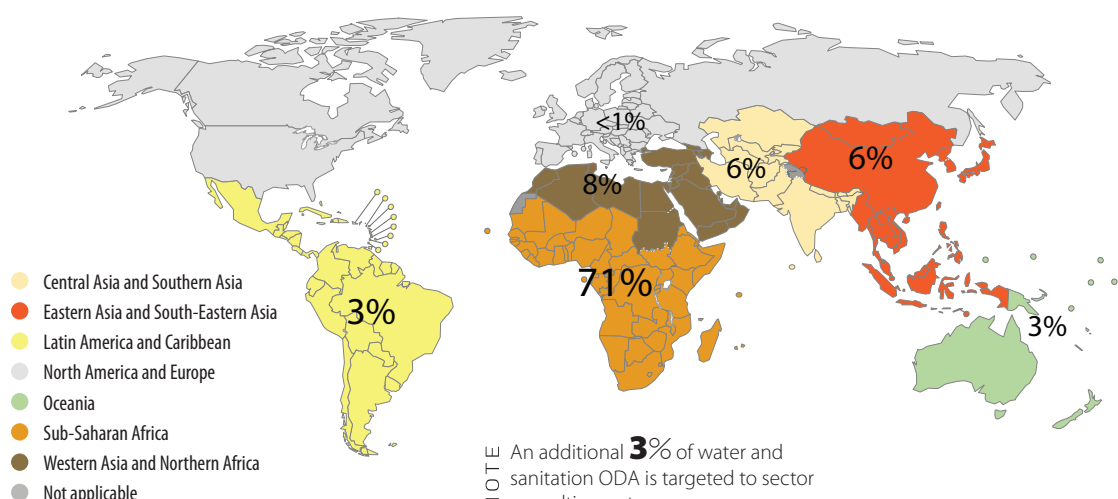 <1%
8%
6%
6%
71%
3%
3%
Central Asia and Southern Asia
Eastern Asia and South-Eastern Asia
Latin America and Caribbean
North America and Europe
Oceania
Sub-Saharan Africa
Western Asia and Northern Africa
Not applicable
NOTE
An additional 3% of water and
sanitation ODA is targeted to sector